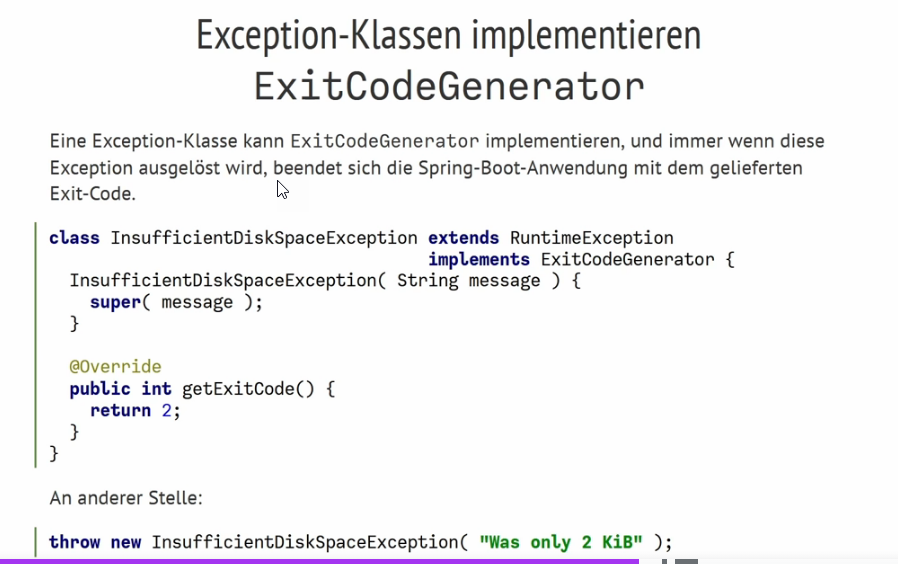 Exception-Klassen implementieren
ExitCodeGenerator
Eine Exception-Klasse kann ExitCodeGenerator implementieren, und immer wenn diese
Exception ausgelöst wird, beendet sich die Spring-Boot-Anwendung mit dem gelieferten
Exit-Code.
class InsufficientDiskSpaceException extends RuntimeException
implements ExitCodeGenerator {
InsufficientDiskSpaceException( String message ) {
super( message );
}
@Override
public int getExitCode() {
return 2;
}
}
An anderer Stelle:
throw new InsufficientDiskSpaceException( "Was only 2 KiB" );